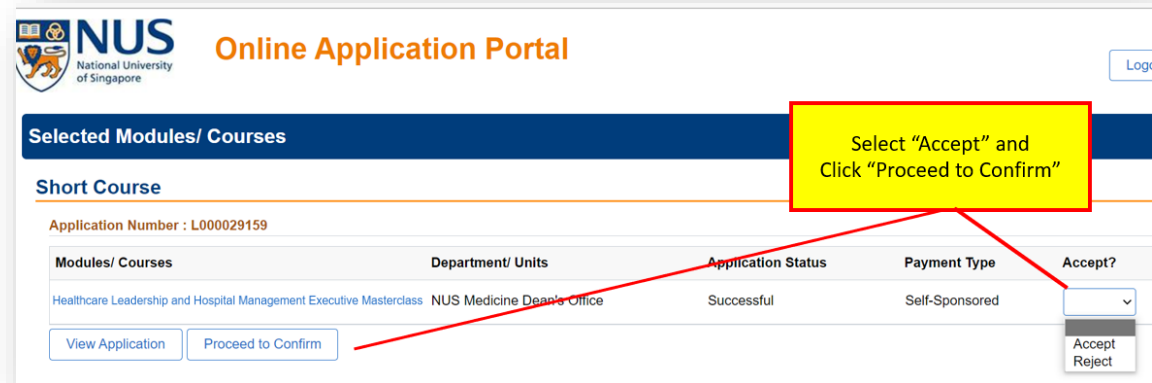 NUS
National University
of Singapore
Online Application Portal
Selected Modules/ Courses
Select “Accept” and
Click “Proceed to Confirm”
Short Course
Application Number : L000029159
Modules/ Courses Department/ Units Application Status Payment Type Accept?
Healthcare Leadership and Hospital Management Executive Masterclass NUS Medicine Dean's Office Successful Self-Sponsored
View Application Proceed to Confirm
Accept
Reject